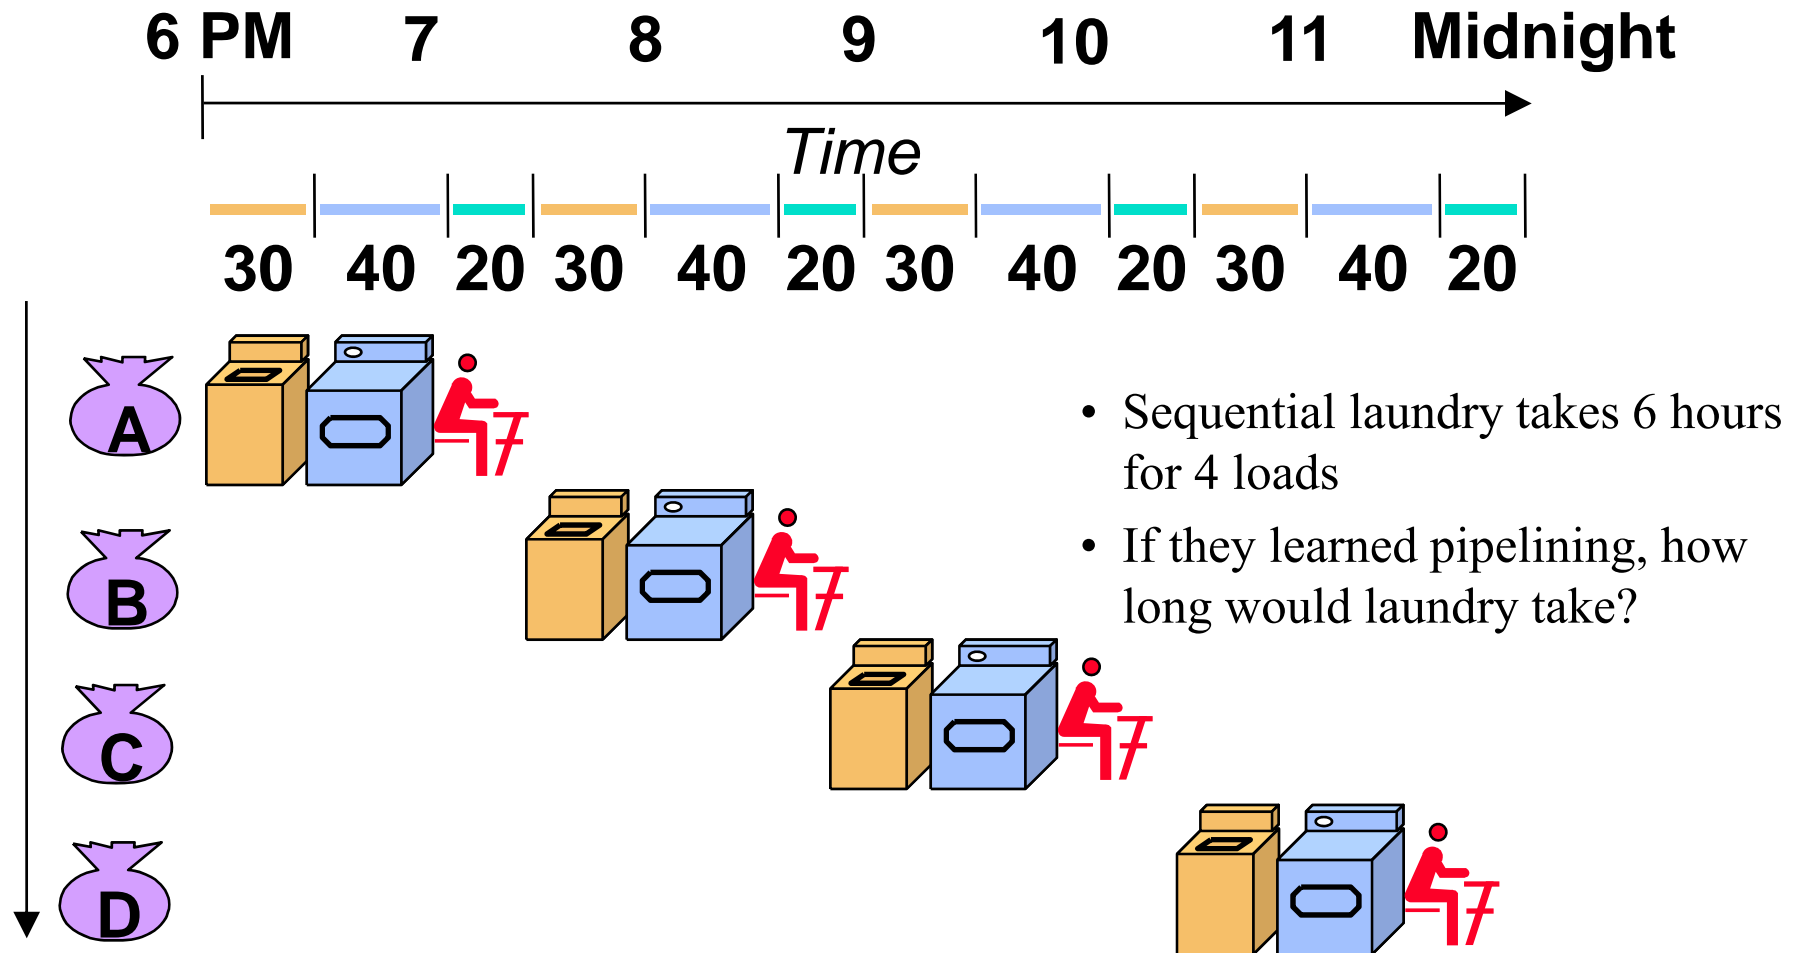 6 PM 7 8 9 10 11 Midnight
Time
30 40 20 30 40 20 30 40 20 30 40 20
A
B
C
D
• Sequential laundry takes 6 hours
for 4 loads
• If they learned pipelining, how
long would laundry take?